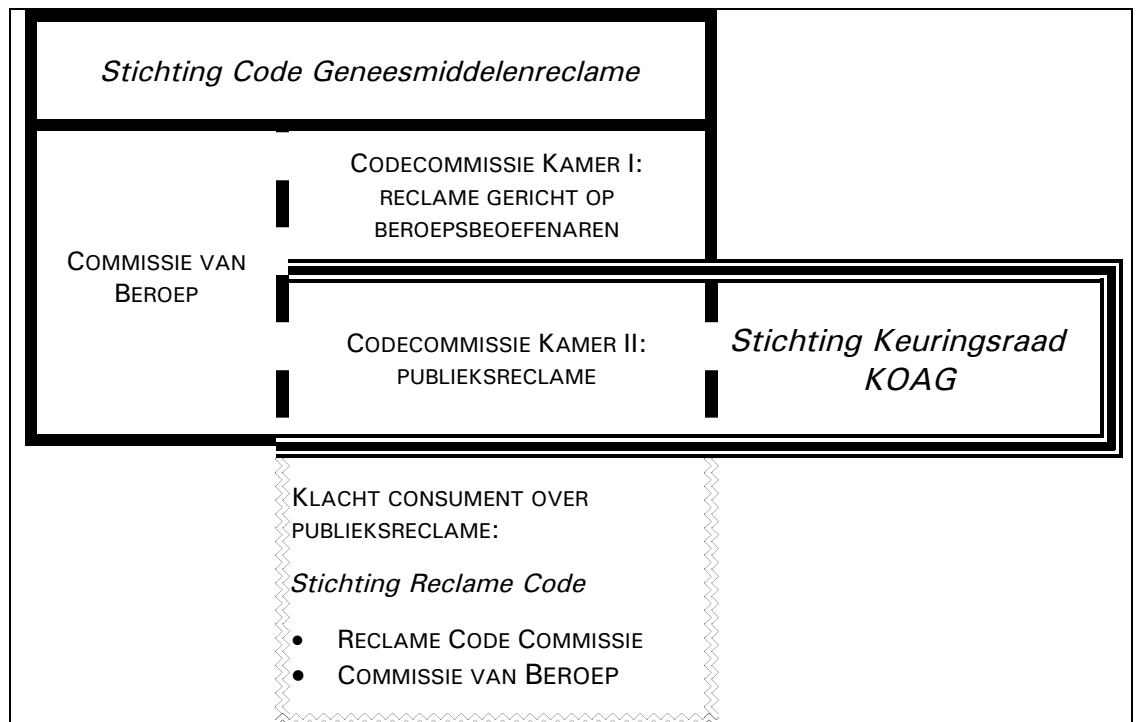 Stichting Code Geneesmiddelenreclame
COMMISSIE VAN
BEROEP
CODECOMMISSIE KAMER I:
RECLAME GERICHT OP
BEROEPSBEOEFENAREN
CODECOMMISSIE KAMER II:
PUBLIEKSRECLAME
Stichting Keuringsraad
KOAG
KLACHT CONSUMENT OVER
PUBLIEKSRECLAME:
Stichting Reclame Code
• RECLAME CODE COMMISSIE
• COMMISSIE VAN BEROEP